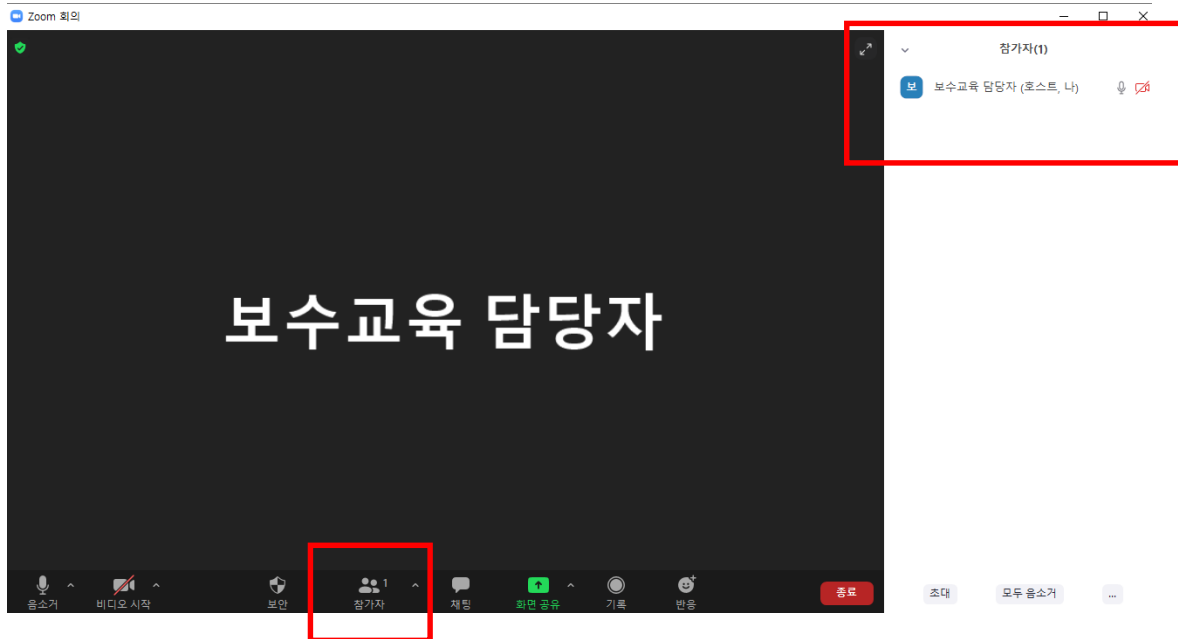 Zoom 회의
참가자(1)
보 보수교육 담당자 (호스트, 나)
보수교육 담당자
1
음소거 비디오 시작 보안 참가자 채팅 화면 공유 기록 반응 종료
초대 모두 음소거 ...